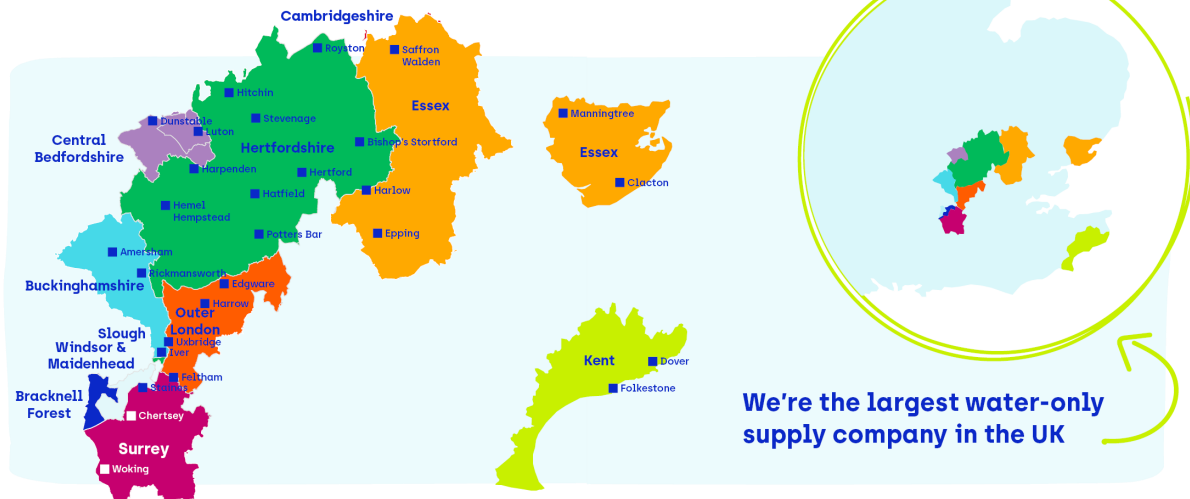 Cambridgeshire
Royston
Saffron
Walden
Hitchin
Essex
Manningtree
Stevenage
Dunstable
Luton
Central
Bedfordshire
Hertfordshire
Bishop's Stortford
Essex
Harpenden
Hertford
Clacton
Hatfield
Harlow
Hemel
Hempstead
Potters Bar
Epping
Amersham
Rickmansworth
Buckinghamshire
Edgware
Harrow
Outer
London
Slough
Uxbridge
Iver
Windsor &
Maidenhead
Kent
Dover
Feltham
Staines
Folkestone
Bracknell
Forest
Chertsey
We're the largest water-only
supply company in the UK
Surrey
Woking